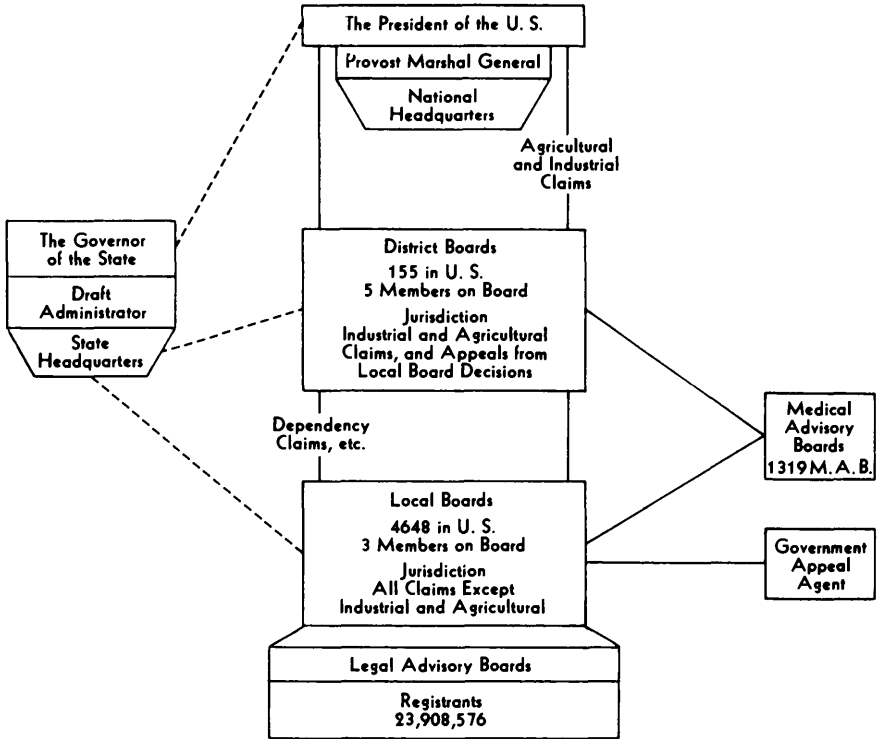 The President of the U. S.
Provost Marshal General
National
Headquarters
Agricultural
and Industrial
Claims
The Governor
of the State
Draft
Administrator
State
Headquarters
District Boards
155 in U. S.
5 Members on Board
Jurisdiction
Industrial and Agricultural
Claims, and Appeals from
Local Board Decisions
Dependency
Claims, etc.
Medical
Advisory
Boards
1319 M. A. B.
Local Boards
4648 in U. S.
3 Members on Board
Jurisdiction
All Claims Except
Industrial and Agricultural
Government
Appeal
Agent
Legal Advisory Boards
Registrants
23,908,576